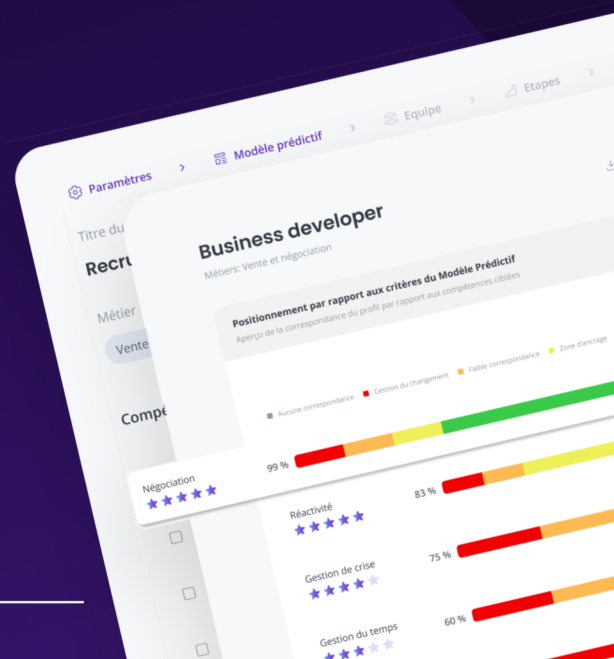 Paramètres > Modèle prédictif > Equipe > Etapes >
Titre du
Recru
Métier
Vente
Compé
Business developer
Métiers: Vente et négociation
Positionnement par rapport aux critères du Modèle Prédictif
Aperçu de la correspondance du profil par rapport aux compétences ciblées
Aucune correspondance Gestion du changement Faible correspondance Zone d'ancrage
Négociation 99 %
Réactivité 83 %
Gestion de crise 75 %
Gestion du temps 60 %